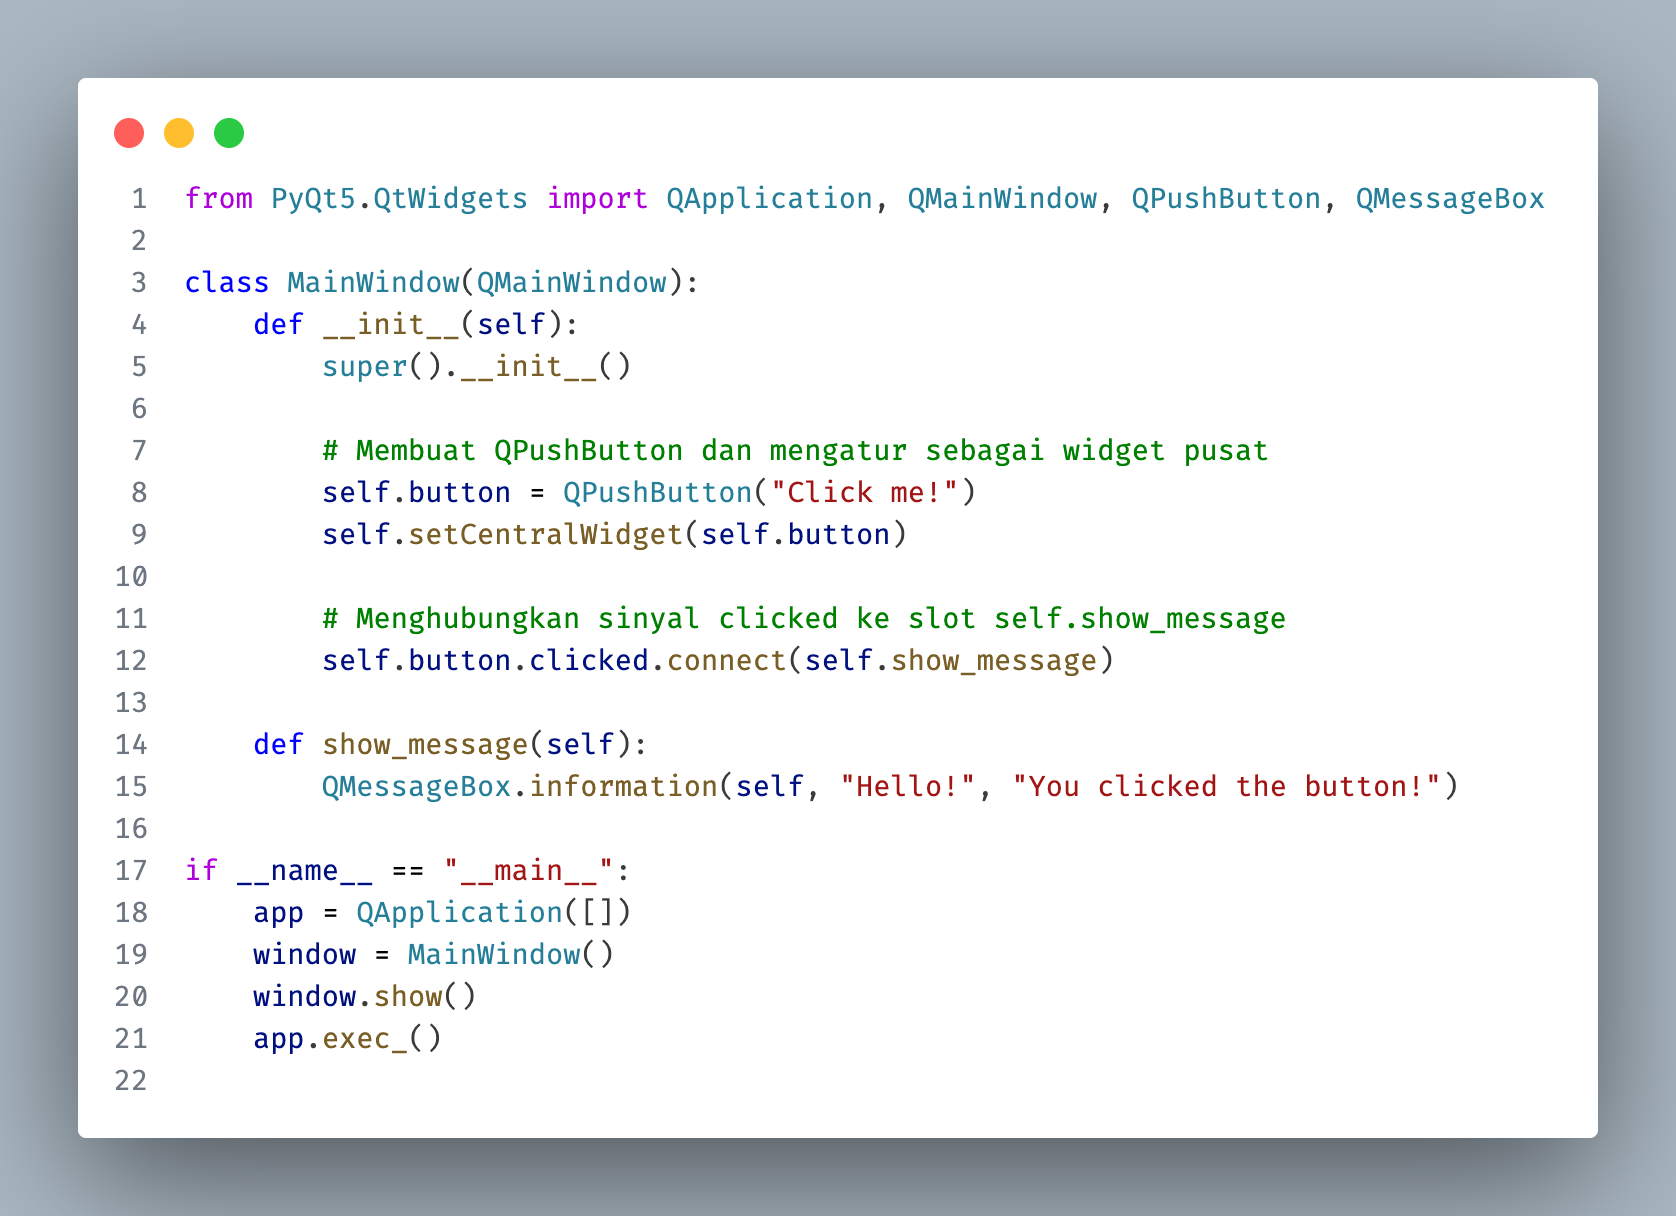 1 from PyQt5.QtWidgets import QApplication, QMainWindow, QPushButton, QMessageBox
2
3 class MainWindow(QMainWindow):
4     def __init__(self):
5         super().__init__()
6
7         # Membuat QPushButton dan mengatur sebagai widget pusat
8         self.button = QPushButton("Click me!")
9         self.setCentralWidget(self.button)
10
11         # Menghubungkan sinyal clicked ke slot self.show_message
12         self.button.clicked.connect(self.show_message)
13
14     def show_message(self):
15         QMessageBox.information(self, "Hello!", "You clicked the button!")
16
17 if __name__ == "__main__":
18     app = QApplication([])
19     window = MainWindow()
20     window.show()
21     app.exec_()
22